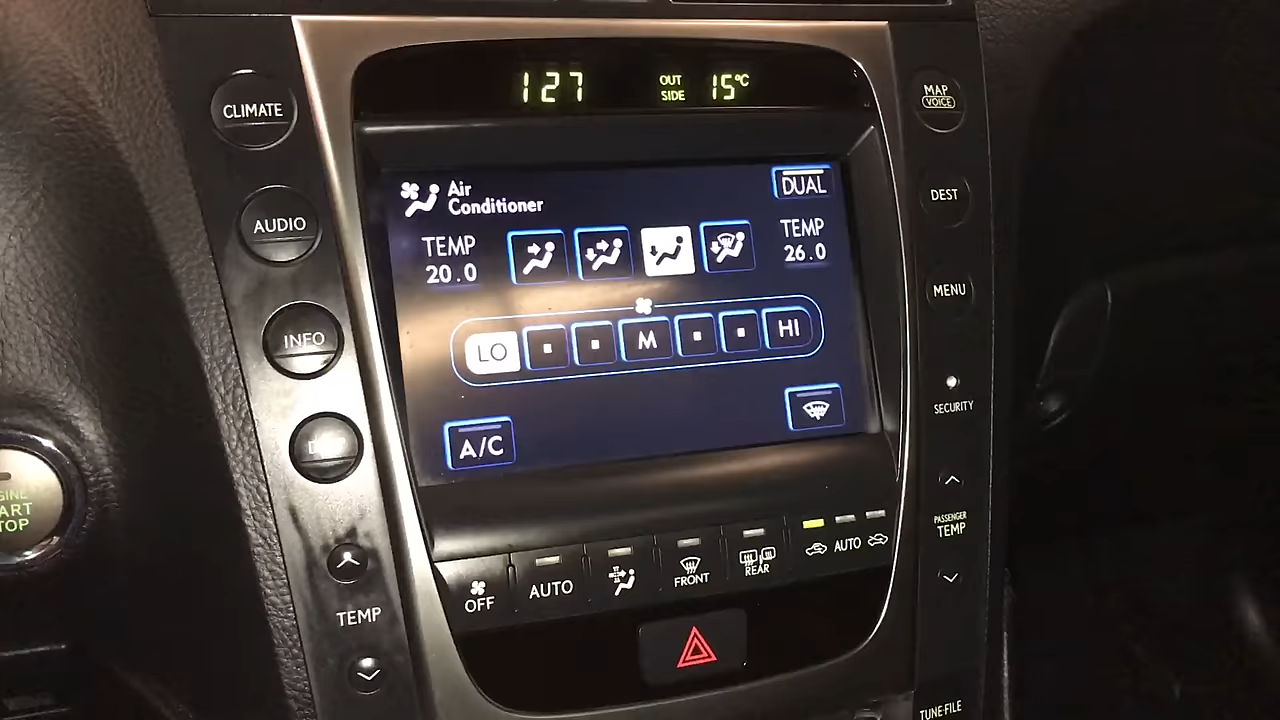 127
OUT
SIDE
15°C
CLIMATE
AUDIO
INFO
TEMP
Air
Conditioner
DUAL
TEMP
20.0
TEMP
26.0
LO
M
HI
A/C
OFF
AUTO
FRONT
REAR
AUTO
MAP
VOICE
DEST
MENU
SECURITY
PASSENGER
TEMP
TUNE·FILE